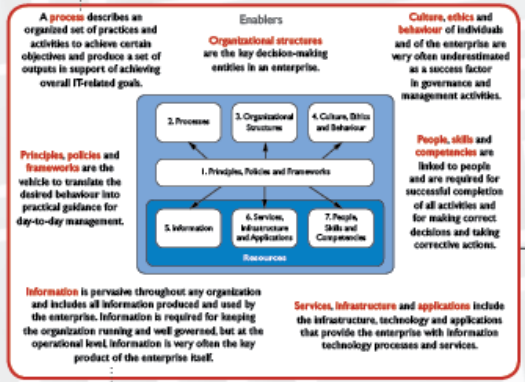 Enablers
A process describes an
organized set of practices and
activities to achieve certain
objectives and produce a set of
outputs in support of achieving
overall IT-related goals.
Organizational structures
are the key decision-making
entities in an enterprise.
Culture, ethics and
behaviour of individuals
and of the enterprise are
very often underestimated
as a success factor
in governance and
management activities.
Principles, policies and
frameworks are the
vehicle to translate the
desired behaviour into
practical guidance for
day-to-day management.
2. Processes
3. Organizational
Structures
4. Culture, Ethics
and Behaviour
1. Principles, Policies and Frameworks
5. Information
6. Services,
Infrastructure
and Applications
7. People,
Skills and
Competencies
Resources
People, skills and
competencies are
linked to people
and are required for
successful completion
of all activities and
for making correct
decisions and taking
corrective actions.
Information is pervasive throughout any organization
and includes all information produced and used by
the enterprise. Information is required for keeping
the organization running and well governed, but at the
operational level, information is very often the key
product of the enterprise itself.
Services, infrastructure and applications include
the infrastructure, technology and applications
that provide the enterprise with information
technology processes and services.